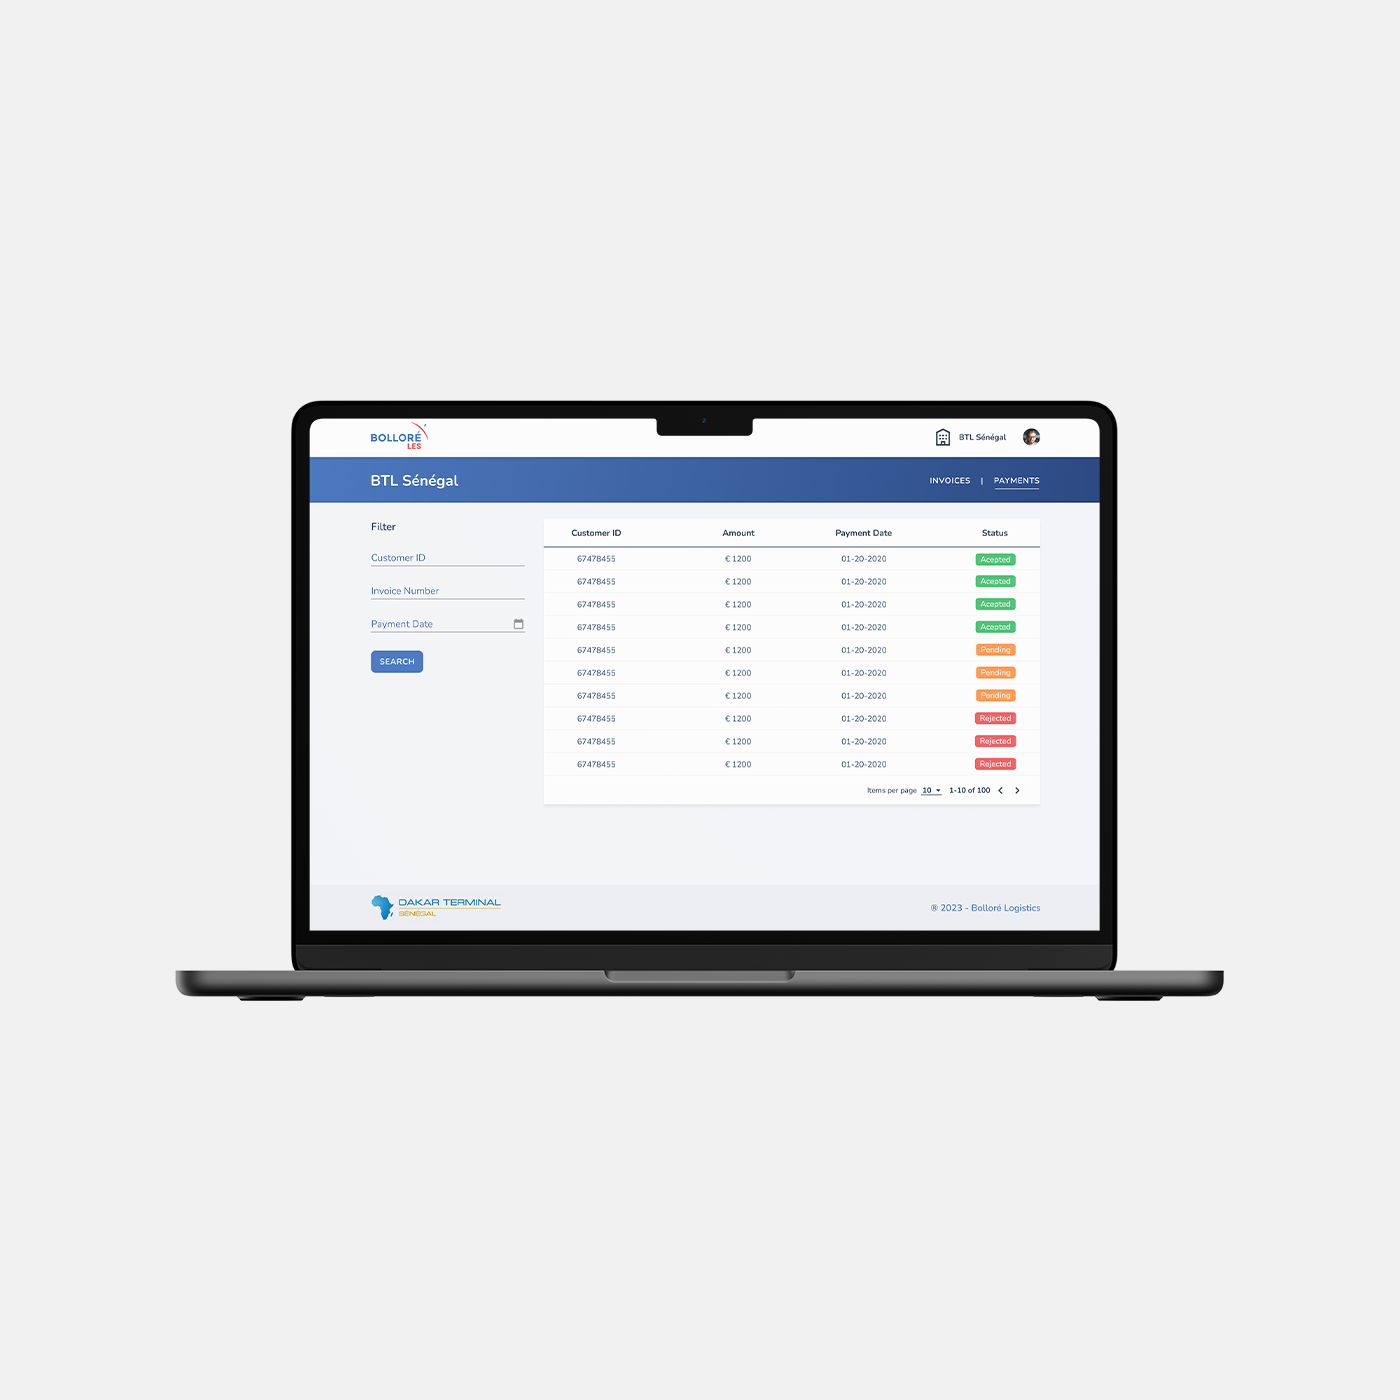 BOLLORÉ
LES
BTL Sénégal
BTL Sénégal
INVOICES | PAYMENTS
Filter
Customer ID
Invoice Number
Payment Date
SEARCH
Customer ID Amount Payment Date Status
67478455 € 1200 01-20-2020 Acepted
67478455 € 1200 01-20-2020 Acepted
67478455 € 1200 01-20-2020 Acepted
67478455 € 1200 01-20-2020 Acepted
67478455 € 1200 01-20-2020 Pending
67478455 € 1200 01-20-2020 Pending
67478455 € 1200 01-20-2020 Pending
67478455 € 1200 01-20-2020 Rejected
67478455 € 1200 01-20-2020 Rejected
67478455 € 1200 01-20-2020 Rejected
Items per page 10 1-10 of 100
DAKAR TERMINAL
SÉNÉGAL
® 2023 - Bolloré Logistics